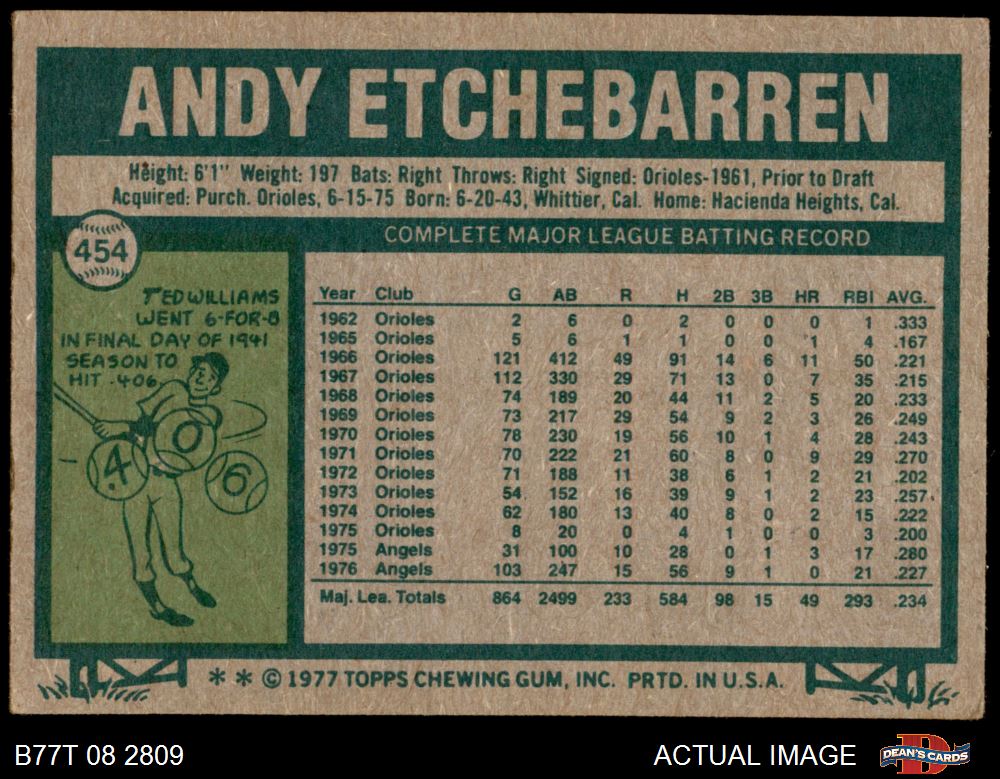 ANDY ETCHEBARREN
Height: 6'1" Weight: 197 Bats: Right Throws: Right Signed: Orioles-1961, Prior to Draft
Acquired: Purch. Orioles, 6-15-75 Born: 6-20-43, Whittier, Cal. Home: Hacienda Heights, Cal.
454
COMPLETE MAJOR LEAGUE BATTING RECORD
TED WILLIAMS
WENT 6-FOR-8
IN FINAL DAY OF 1941
SEASON TO
HIT .406
.4 0 6
Year Club G AB R H 2B 3B HR RBI AVG.
1962 Orioles 2 6 0 2 0 0 0 1 .333
1965 Orioles 5 6 1 1 0 0 1 4 .167
1966 Orioles 121 412 49 91 14 6 11 50 .221
1967 Orioles 112 330 29 71 13 0 7 35 .215
1968 Orioles 74 189 20 44 11 2 5 20 .233
1969 Orioles 73 217 29 54 9 2 3 26 .249
1970 Orioles 78 230 19 56 10 1 4 28 .243
1971 Orioles 70 222 21 60 8 0 9 29 .270
1972 Orioles 71 188 11 38 6 1 2 21 .202
1973 Orioles 54 152 16 39 9 1 2 23 .257
1974 Orioles 62 180 13 40 8 0 2 15 .222
1975 Orioles 8 20 0 4 1 0 0 3 .200
1975 Angels 31 100 10 28 0 1 3 17 .280
1976 Angels 103 247 15 56 9 1 0 21 .227
Maj. Lea. Totals 864 2499 233 584 98 15 49 293 .234
* * © 1977 TOPPS CHEWING GUM, INC. PRTD. IN U.S.A.
B77T 08 2809
ACTUAL IMAGE
D
DEAN'S CARDS